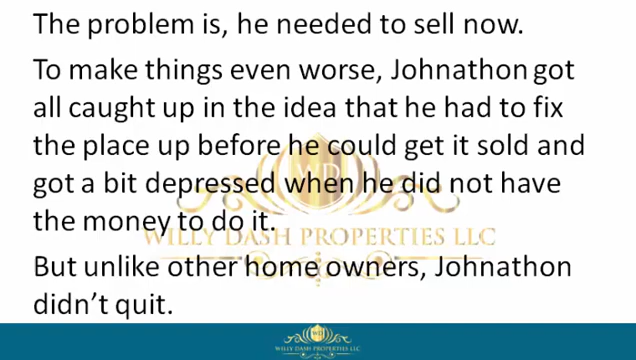 The problem is, he needed to sell now.
To make things even worse, Johnathon got
all caught up in the idea that he had to fix
the place up before he could get it sold and
got a bit depressed when he did not have
the money to do it.
WILLY DASH PROPERTIES LLC
But unlike other home owners, Johnathon
didn’t quit.
WILLY DASH PROPERTIES LLC